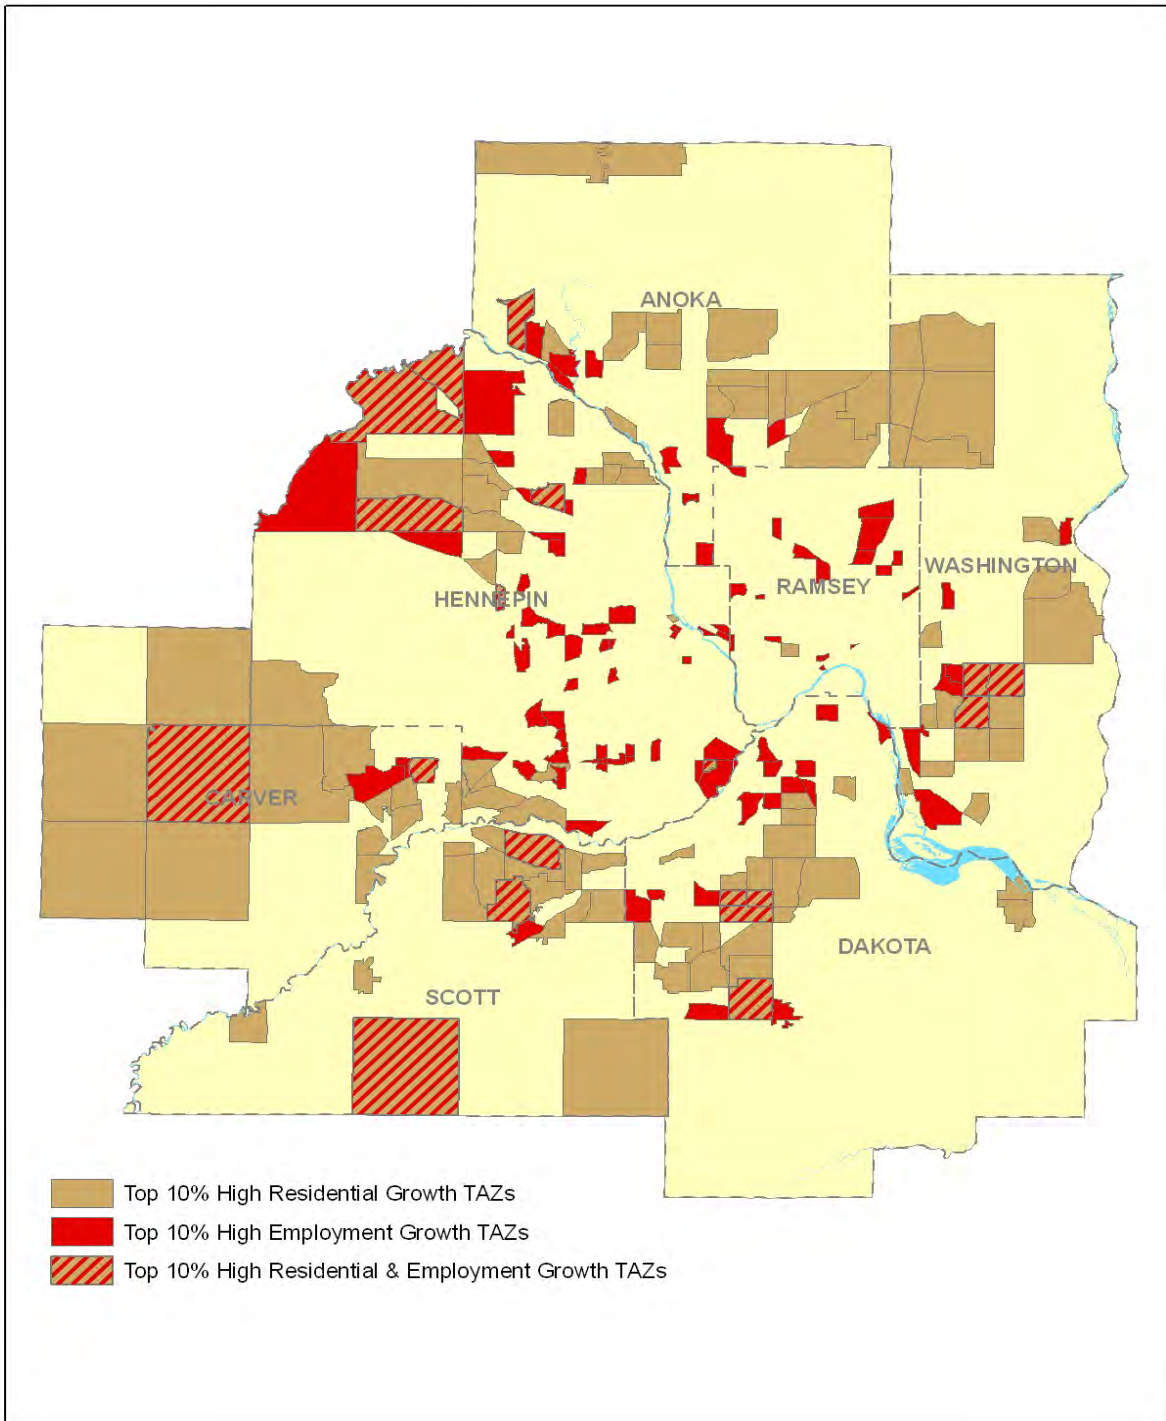 ANOKA
WASHINGTON
RAMSEY
HENNEPIN
CARVER
DAKOTA
SCOTT
Top 10% High Residential Growth TAZs
Top 10% High Employment Growth TAZs
Top 10% High Residential & Employment Growth TAZs